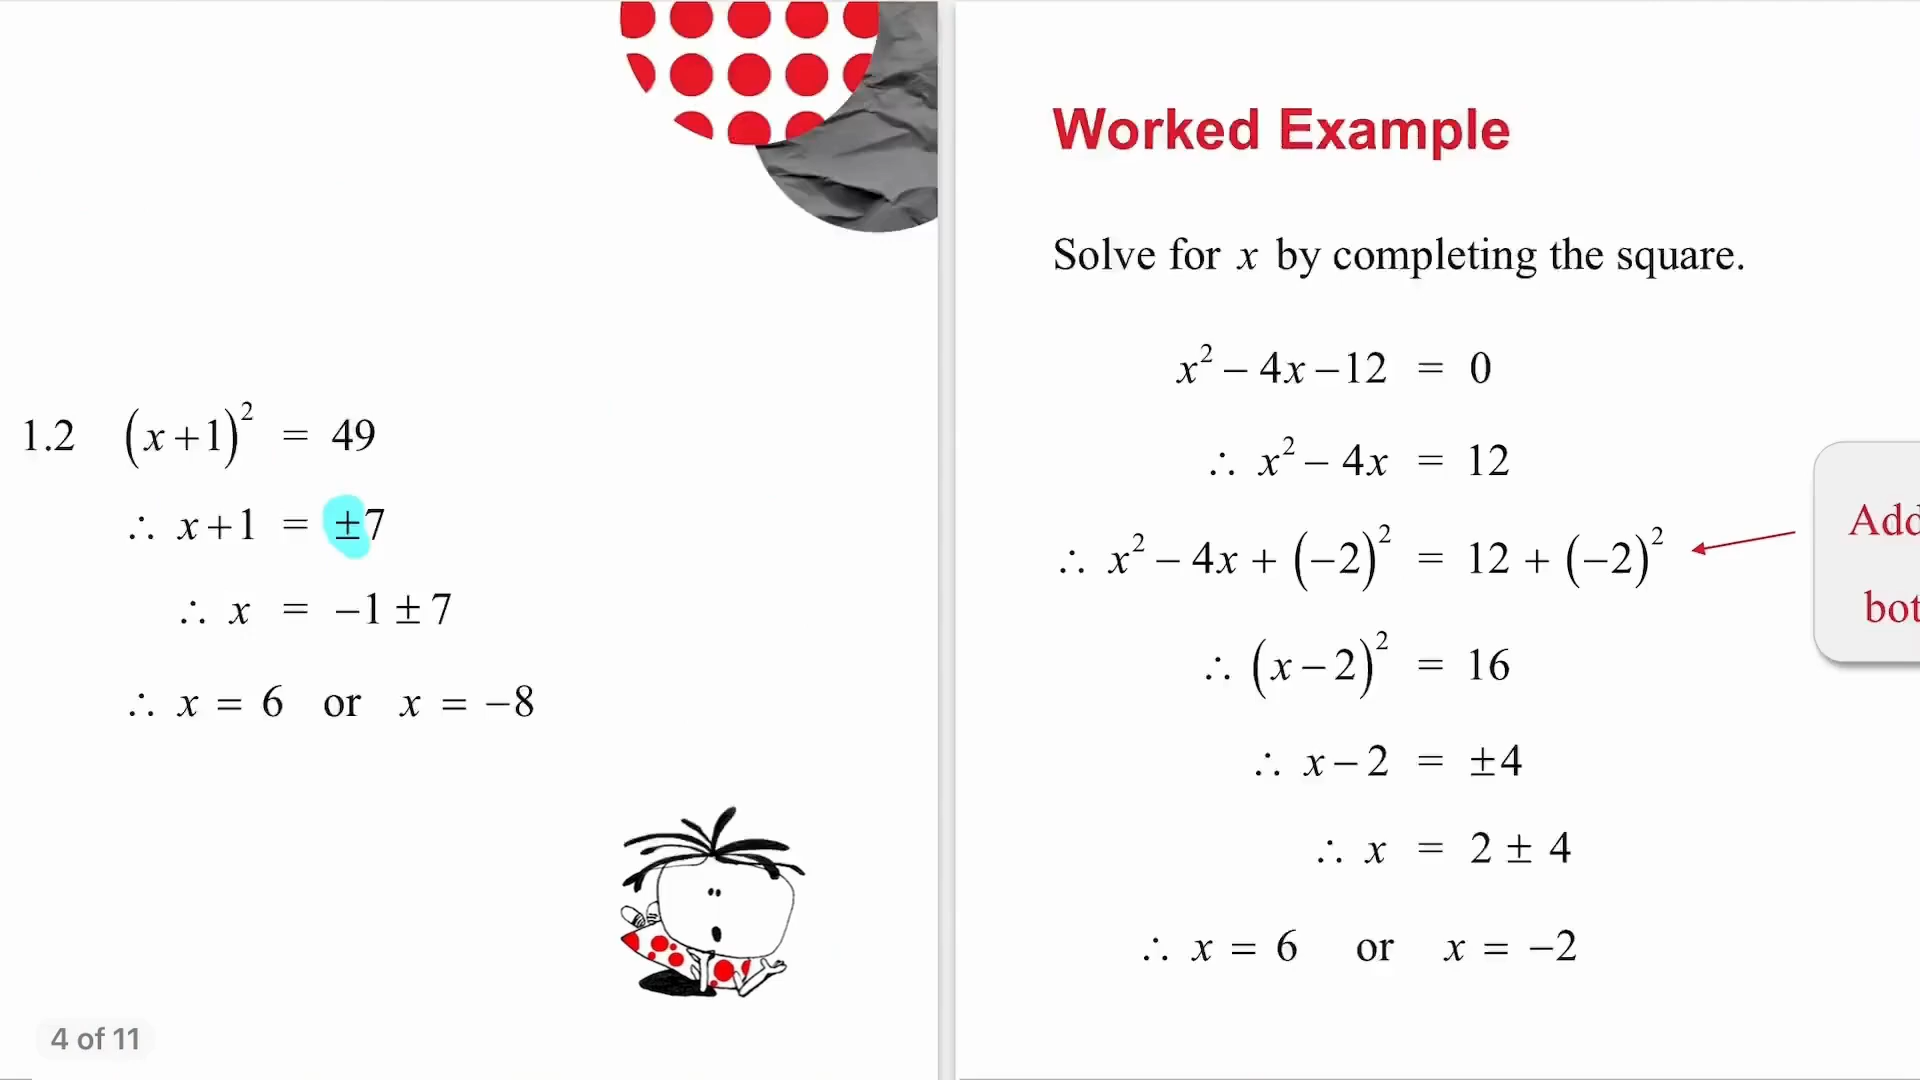 1.2 (x+1)² = 49
∴ x+1 = ±7
∴ x = −1 ± 7
∴ x = 6 or x = −8
4 of 11
Worked Example
Solve for x by completing the square.
x² − 4x − 12 = 0
∴ x² − 4x = 12
∴ x² − 4x + (−2)² = 12 + (−2)²
∴ (x − 2)² = 16
∴ x − 2 = ±4
∴ x = 2 ± 4
∴ x = 6 or x = −2
Add